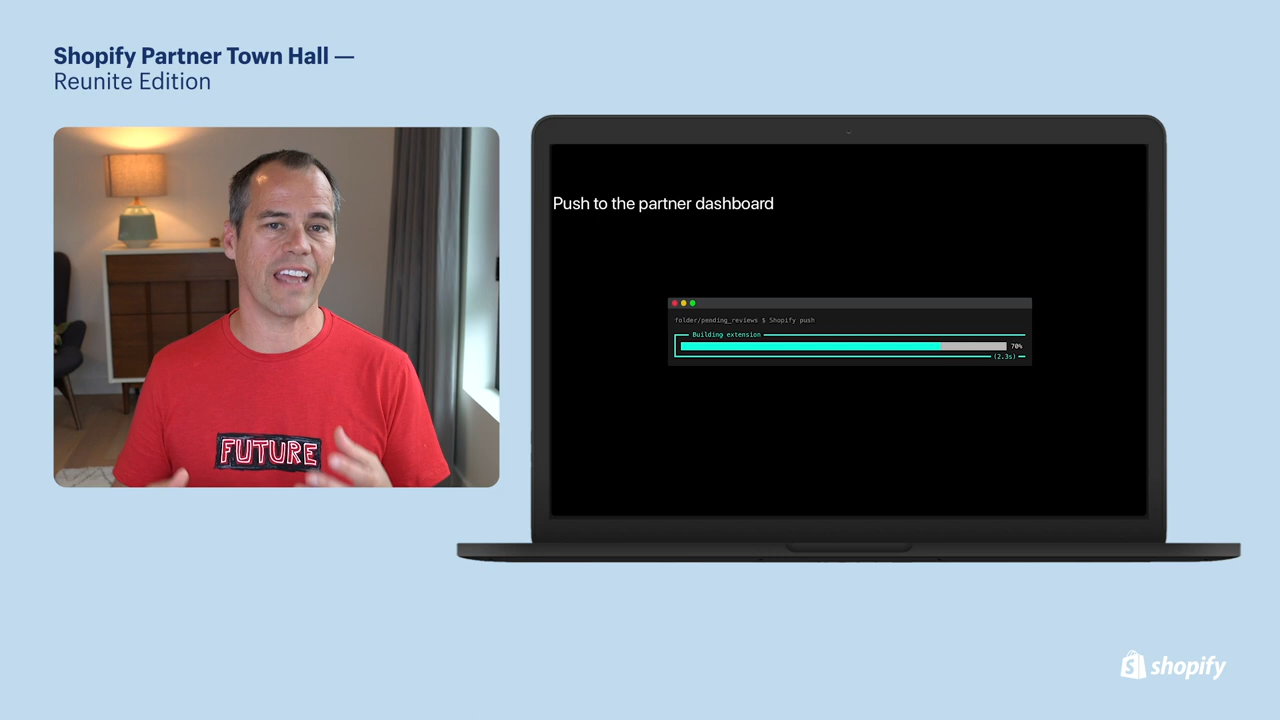 Shopify Partner Town Hall —
Reunite Edition
FUTURE
Push to the partner dashboard
folder/pending_reviews $ Shopify push
Building extension
70%
(2.3s)
shopify